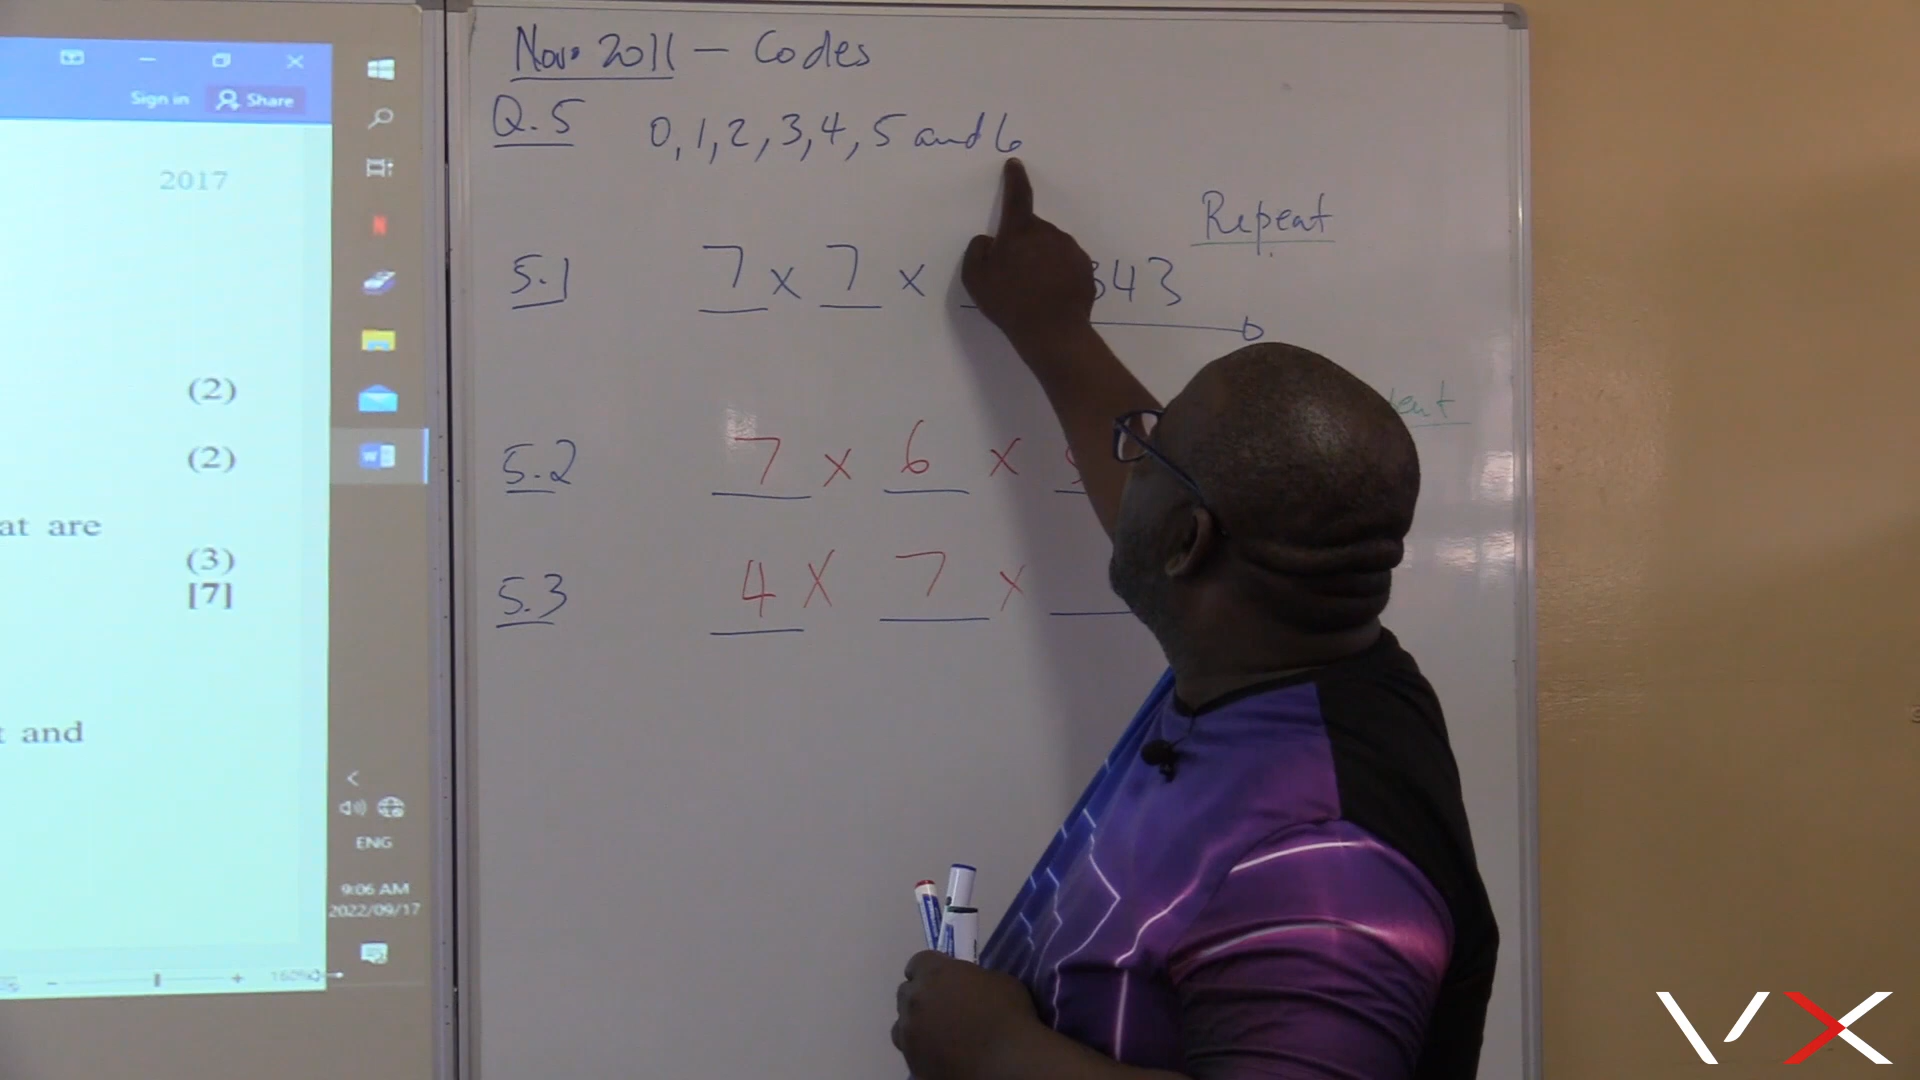 Sign in Share
2017
(2)
(2)
at are
(3)
[7]
t and
ENG
9:06 AM
2022/09/17
Nov. 2011 - Codes
Q.5 0, 1, 2, 3, 4, 5 and 6
Repeat
5.1 7 x 7 x 343
5.2 7 x 6 x 5
5.3 4 x 7 x
VX